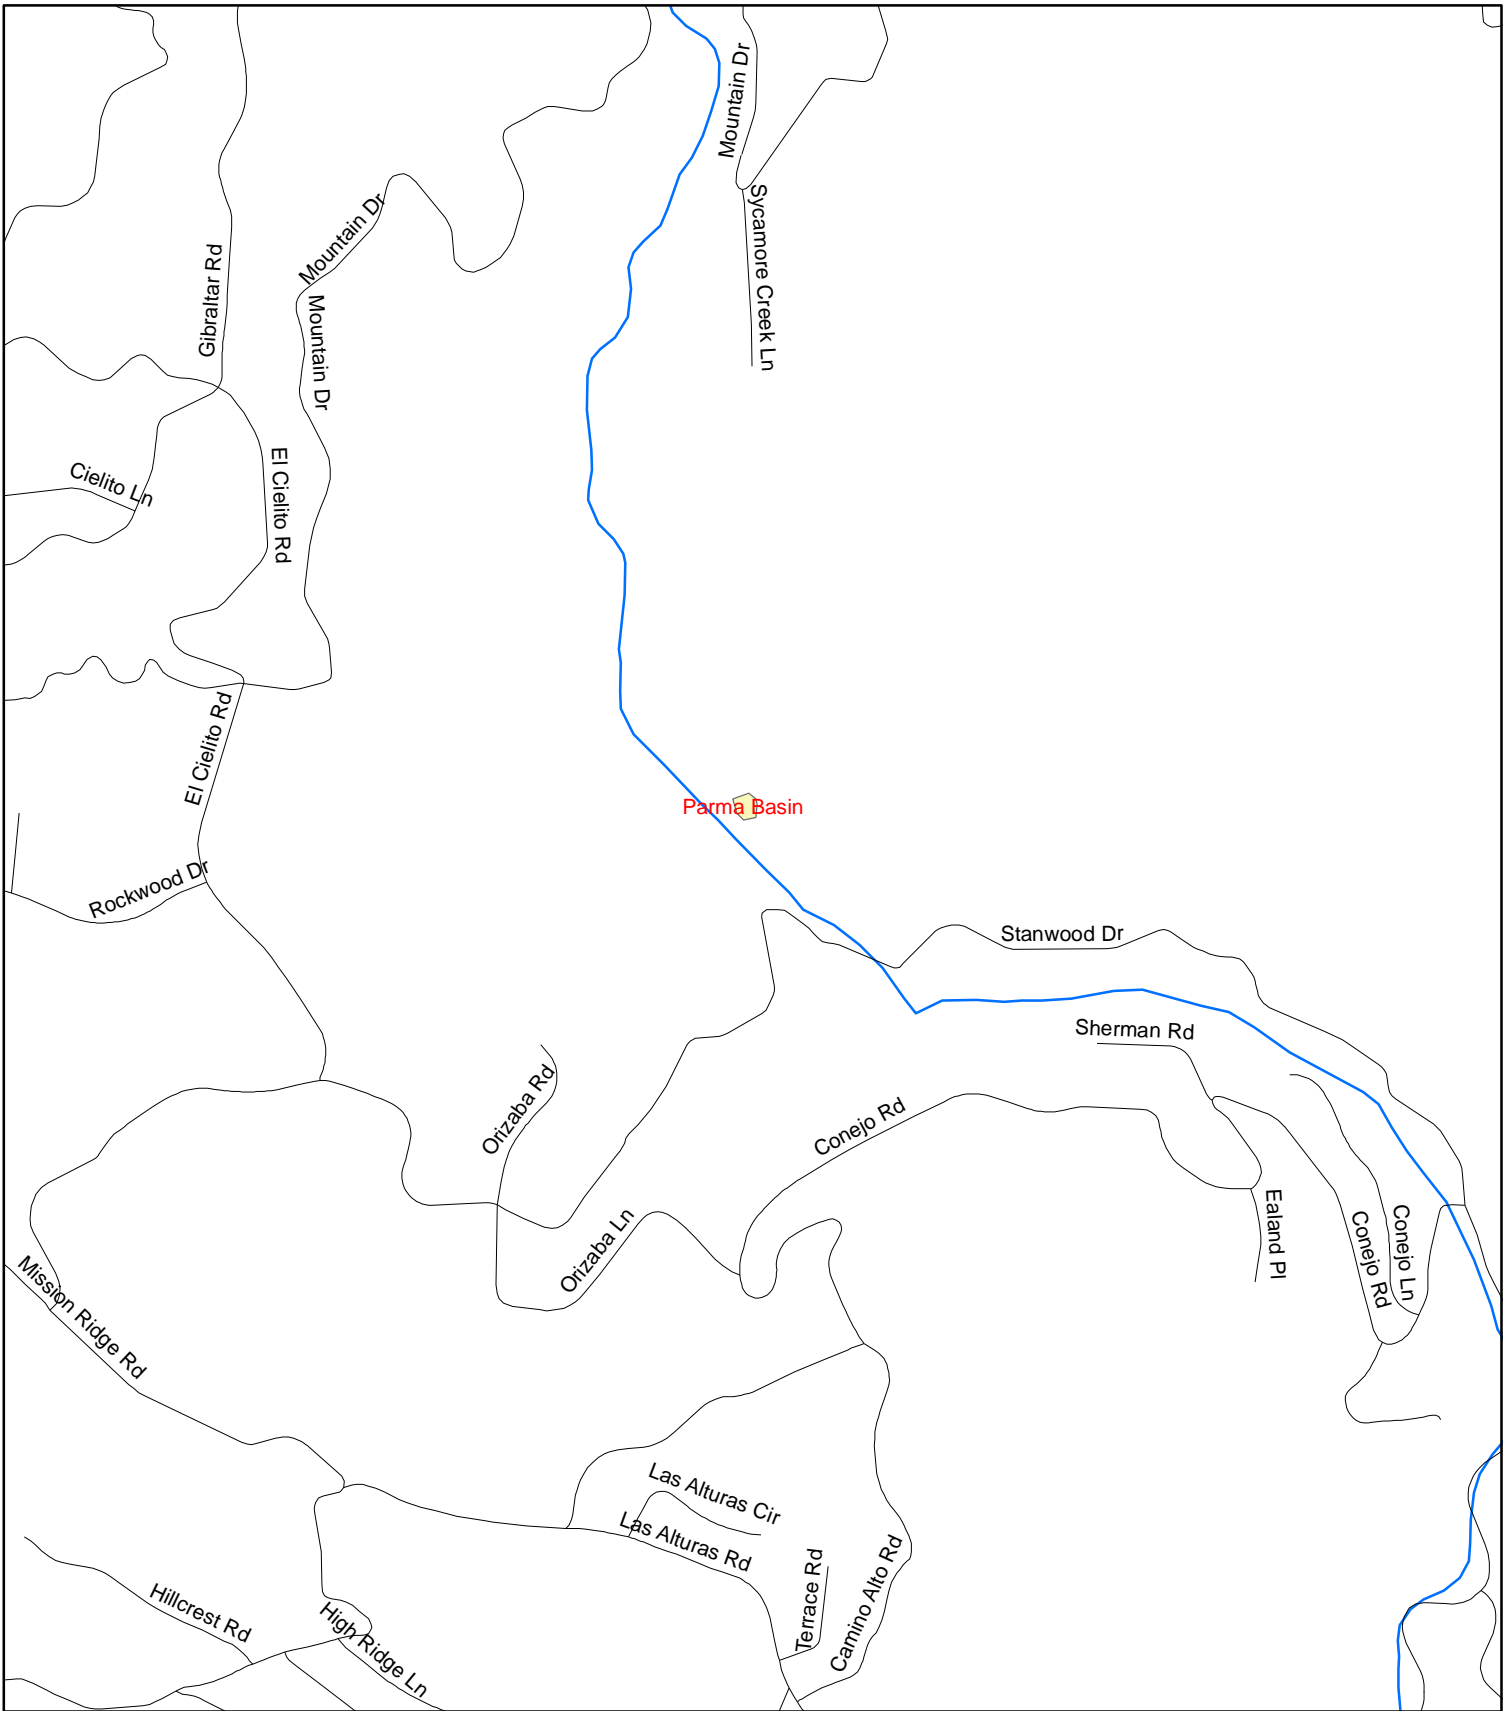 Mountain Dr
Sycamore Creek Ln
Mountain Dr
Gibraltar Rd
Mountain Dr
Cielito Ln
El Cielito Rd
El Cielito Rd
Parma Basin
Rockwood Dr
Stanwood Dr
Sherman Rd
Orizaba Rd
Conejo Rd
Orizaba Ln
Ealand Pl
Conejo Rd
Conejo Ln
Mission Ridge Rd
Las Alturas Cir
Las Alturas Rd
Terrace Rd
Camino Alto Rd
Hillcrest Rd
High Ridge Ln